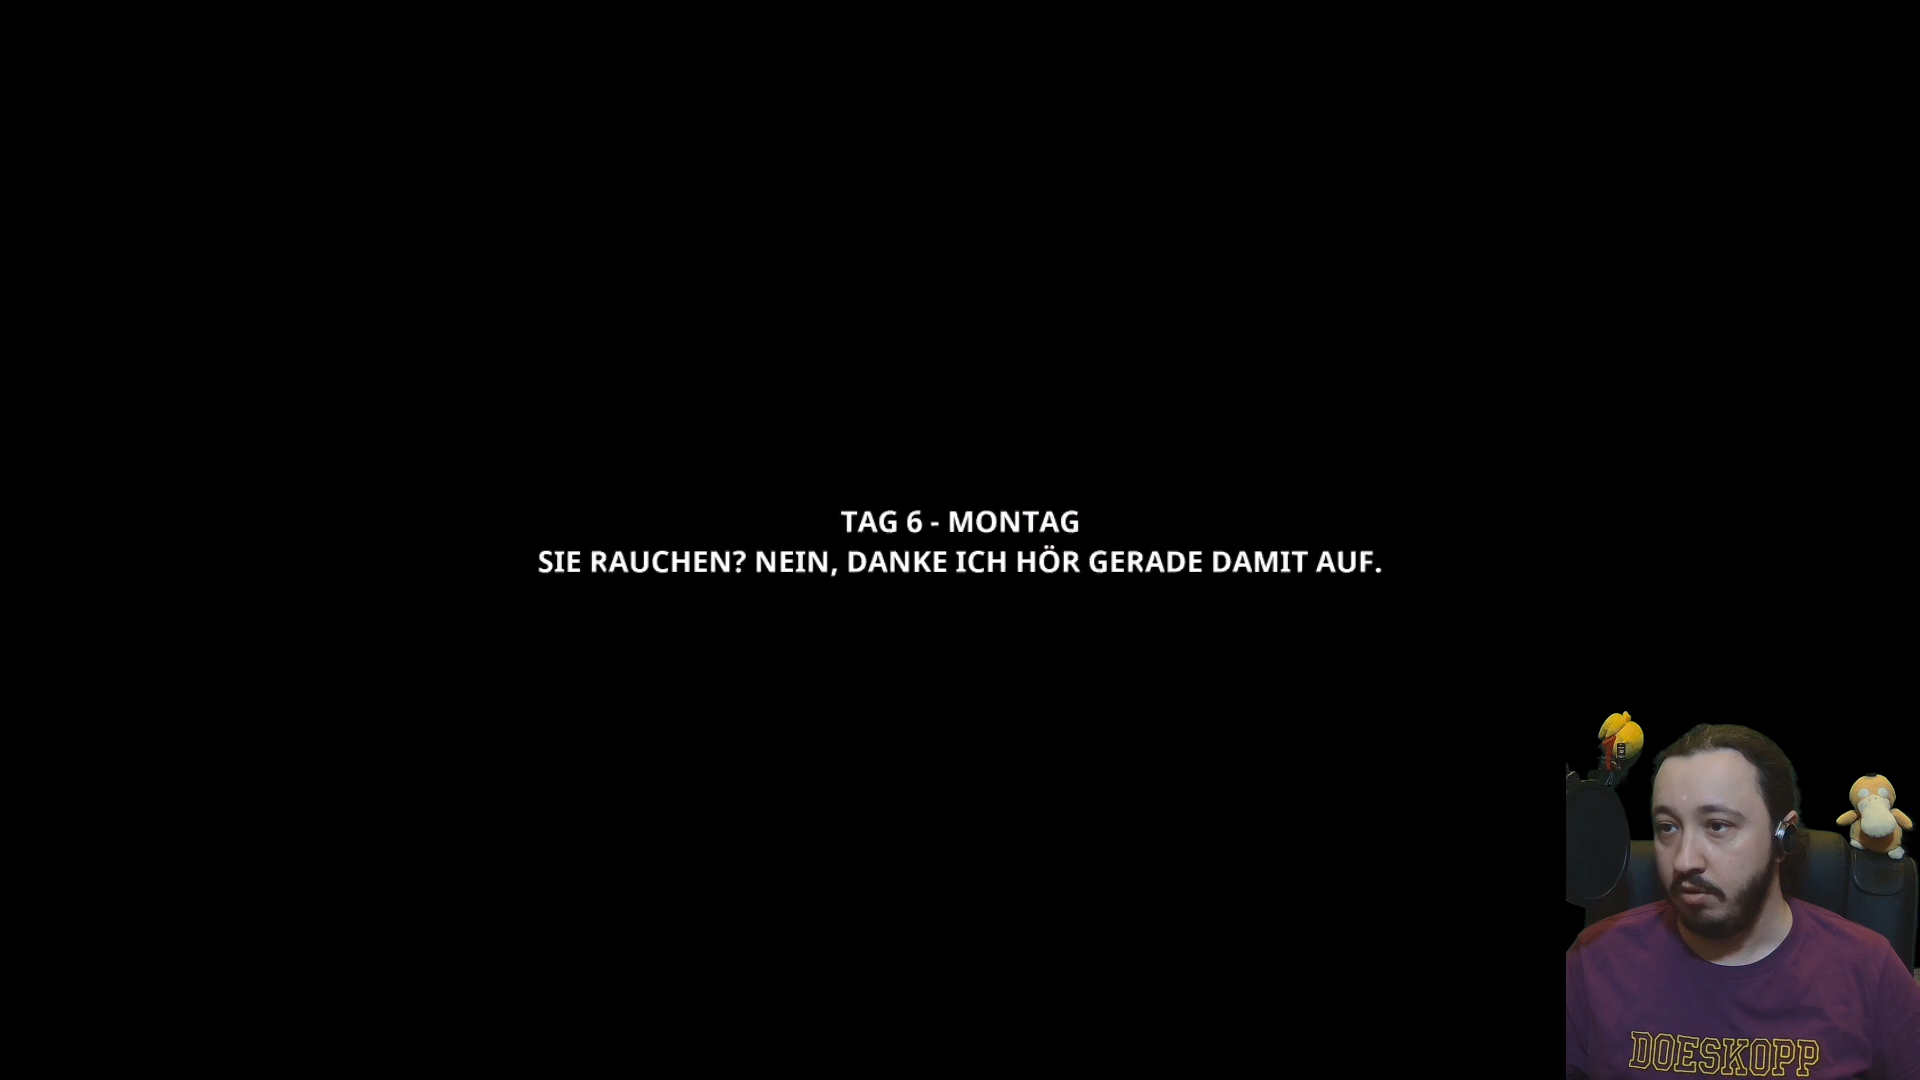 TAG 6 - MONTAG
SIE RAUCHEN? NEIN, DANKE ICH HÖR GERADE DAMIT AUF.
DOESKOPP